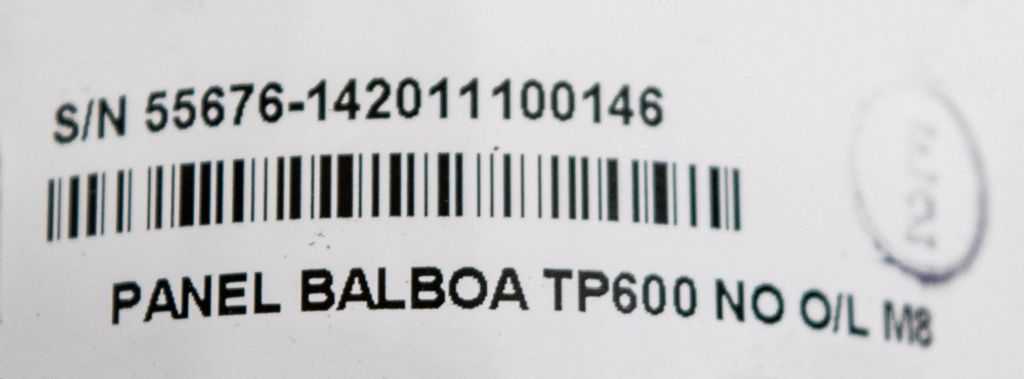 S/N 55676-142011100146
PANEL BALBOA TP600 NO O/L M8